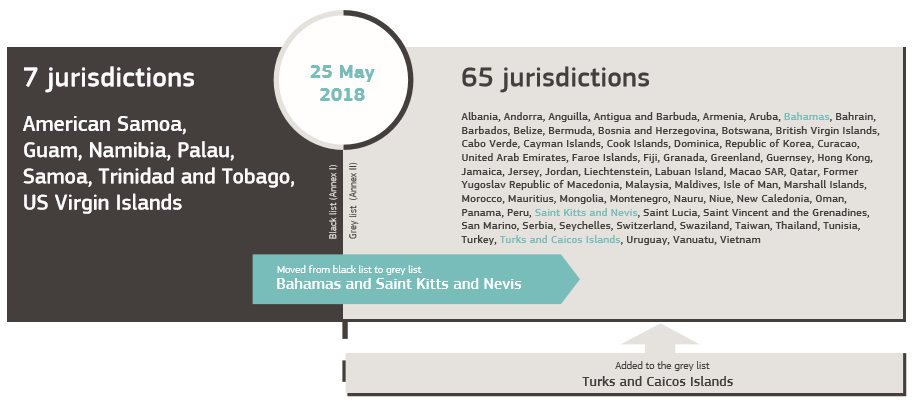 7 jurisdictions
American Samoa,
Guam, Namibia, Palau,
Samoa, Trinidad and Tobago,
US Virgin Islands
25 May
2018
Black list (Annex I)
Grey list (Annex II)
65 jurisdictions
Albania, Andorra, Anguilla, Antigua and Barbuda, Armenia, Aruba, Bahamas, Bahrain,
Barbados, Belize, Bermuda, Bosnia and Herzegovina, Botswana, British Virgin Islands,
Cabo Verde, Cayman Islands, Cook Islands, Dominica, Republic of Korea, Curacao,
United Arab Emirates, Faroe Islands, Fiji, Granada, Greenland, Guernsey, Hong Kong,
Jamaica, Jersey, Jordan, Liechtenstein, Labuan Island, Macao SAR, Qatar, Former
Yugoslav Republic of Macedonia, Malaysia, Maldives, Isle of Man, Marshall Islands,
Morocco, Mauritius, Mongolia, Montenegro, Nauru, Niue, New Caledonia, Oman,
Panama, Peru, Saint Kitts and Nevis, Saint Lucia, Saint Vincent and the Grenadines,
San Marino, Serbia, Seychelles, Switzerland, Swaziland, Taiwan, Thailand, Tunisia,
Turkey, Turks and Caicos Islands, Uruguay, Vanuatu, Vietnam
Moved from black list to grey list
Bahamas and Saint Kitts and Nevis
Added to the grey list
Turks and Caicos Islands